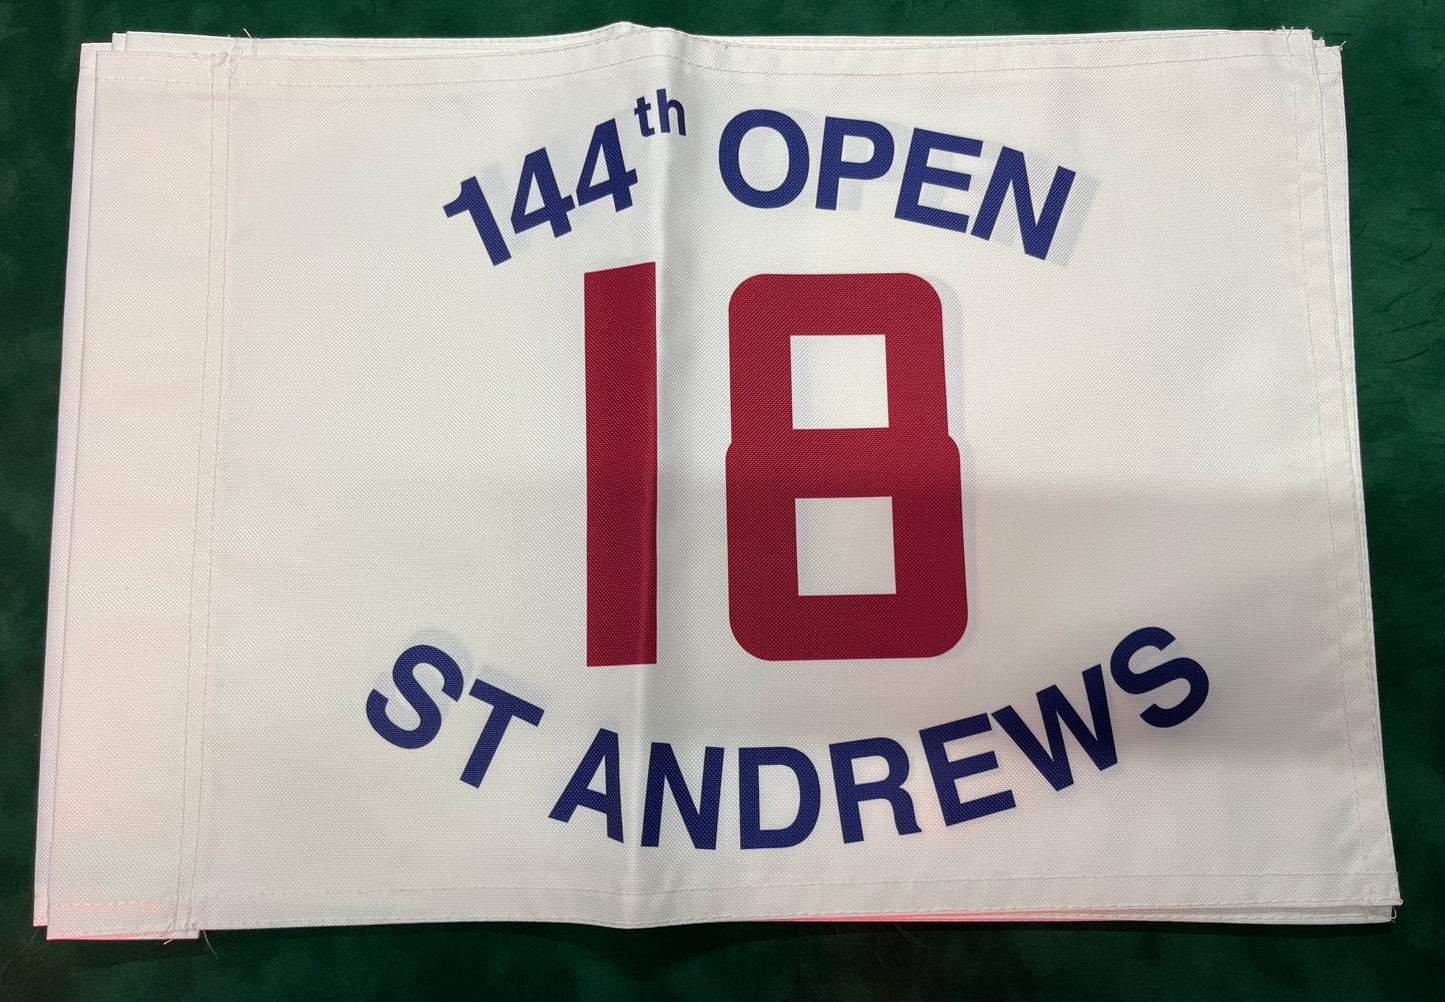 144th OPEN
18
ST ANDREWS